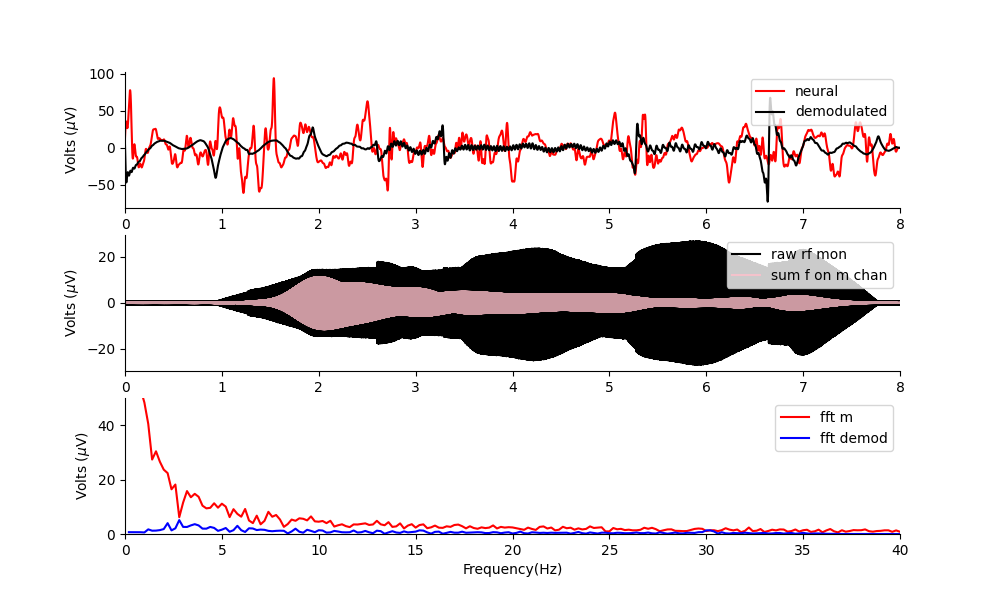 100
50
0
−50
Volts (μV)
neural
demodulated
0 1 2 3 4 5 6 7 8
20
0
−20
Volts (μV)
raw rf mon
sum f on m chan
0 1 2 3 4 5 6 7 8
40
20
0
Volts (μV)
fft m
fft demod
0 5 10 15 20 25 30 35 40
Frequency(Hz)